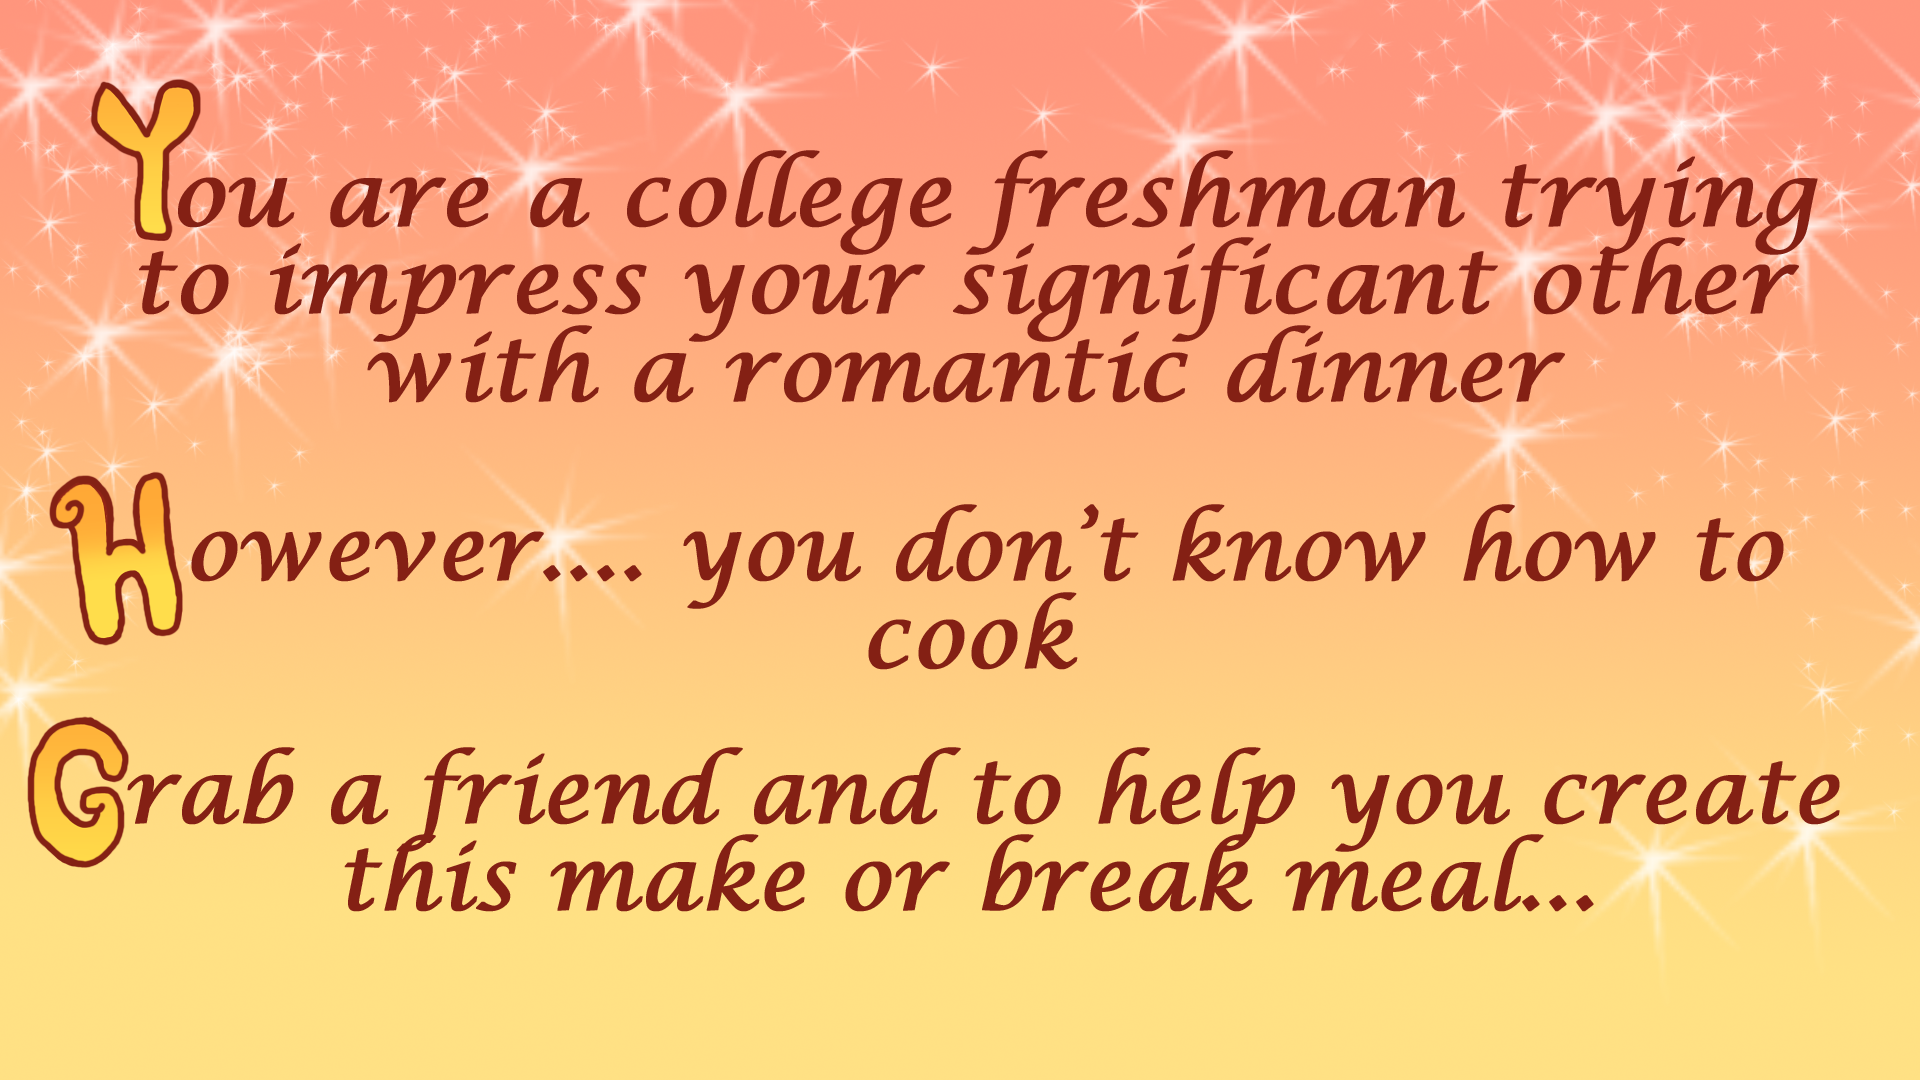 You are a college freshman trying
to impress your significant other
with a romantic dinner
However.... you don't know how to
cook
Grab a friend and to help you create
this make or break meal...